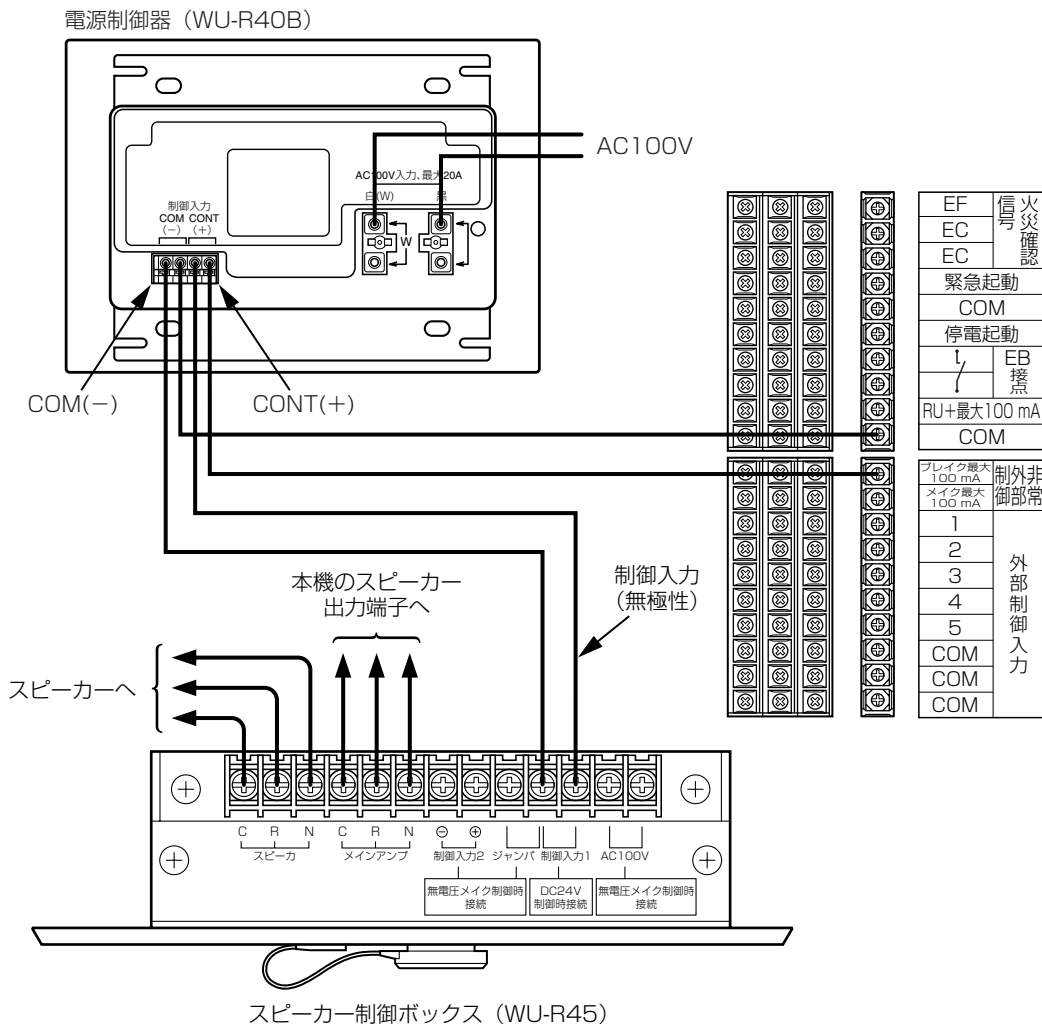 電源制御器（WU-R40B）
AC100V
AC100V入力、最大20A
白(W)
黒
W
制御入力
COM CONT
(−) (+)
COM(−)
CONT(+)
EF
EC
EC
火災確認
信号
緊急起動
COM
停電起動
EB
接点
RU+最大100 mA
COM
ブレイク最大
100 mA
メイク最大
100 mA
非常
外部
制御
1
2
3
4
5
COM
COM
COM
外部制御入力
本機のスピーカー
出力端子へ
制御入力
（無極性）
スピーカーへ
C R N C R N ⊖ ⊕
スピーカ メインアンプ 制御入力2 ジャンパ 制御入力1 AC100V
無電圧メイク制御時
接続
DC24V
制御時接続
無電圧メイク制御時
接続
スピーカー制御ボックス（WU-R45）